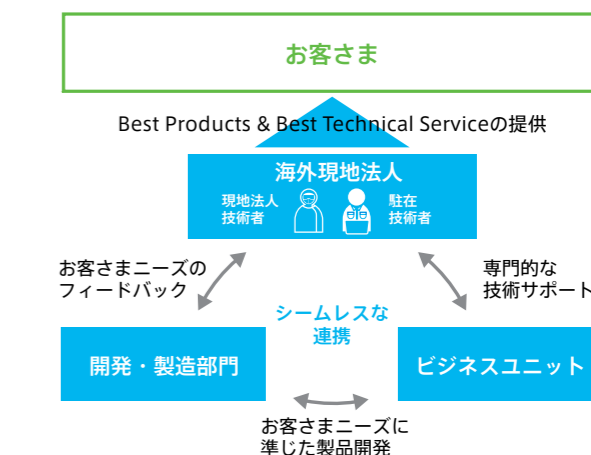 お客さま
Best Products & Best Technical Serviceの提供
海外現地法人
現地法人
技術者
駐在
技術者
お客さまニーズの
フィードバック
専門的な
技術サポート
シームレスな
連携
開発・製造部門
ビジネスユニット
お客さまニーズに
準じた製品開発